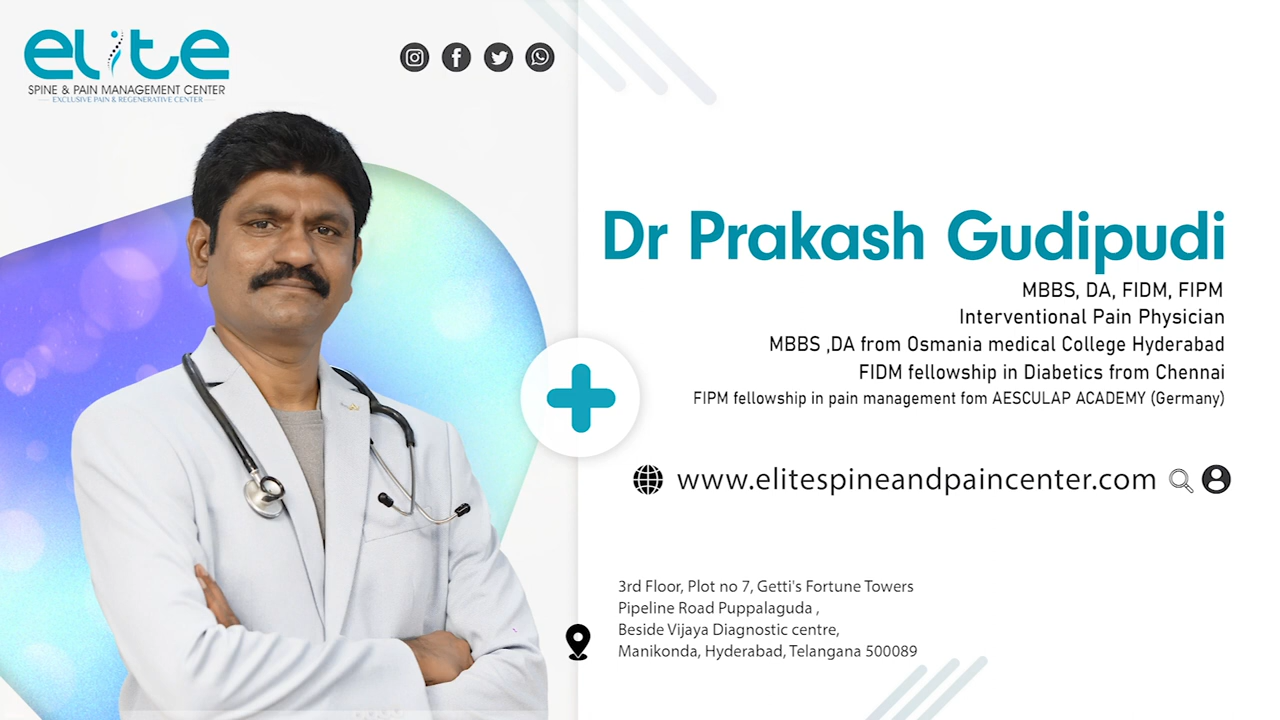 elite
SPINE & PAIN MANAGEMENT CENTER
EXCLUSIVE PAIN & REGENERATIVE CENTER
Dr Prakash Gudipudi
MBBS, DA, FIDM, FIPM
Interventional Pain Physician
MBBS ,DA from Osmania medical College Hyderabad
FIDM fellowship in Diabetics from Chennai
FIPM fellowship in pain management fom AESCULAP ACADEMY (Germany)
www.elitespineandpaincenter.com
3rd Floor, Plot no 7, Getti's Fortune Towers
Pipeline Road Puppalaguda ,
Beside Vijaya Diagnostic centre,
Manikonda, Hyderabad, Telangana 500089